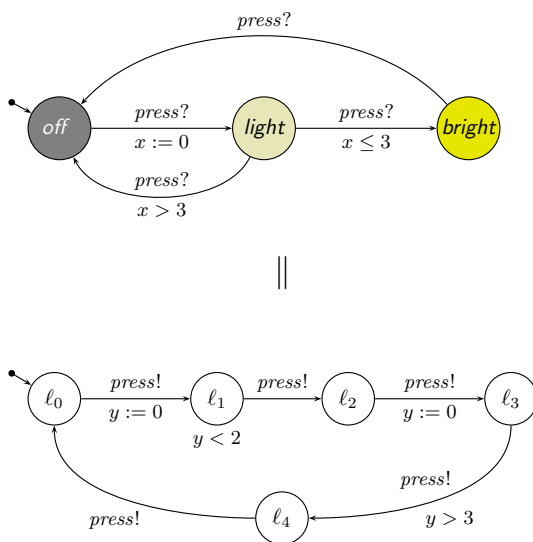 press?
press? press?
off light bright
x := 0 x ≤ 3
press?
x > 3
||
press! press! press!
ℓ0 ℓ1 ℓ2 ℓ3
y := 0 y := 0
y < 2
press!
press! y > 3
ℓ4